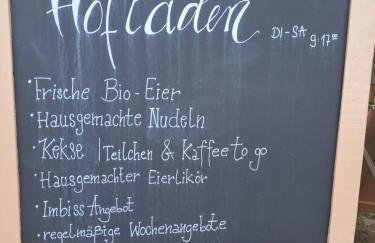 Hofladen
DI-SA 9-17⁰⁰
• Frische Bio-Eier
• Hausgemachte Nudeln
• Kekse | Teilchen & Kaffee to go
• Hausgemachter Eierlikör
• Imbiss Angebot
• regelmäßige Wochenangebote